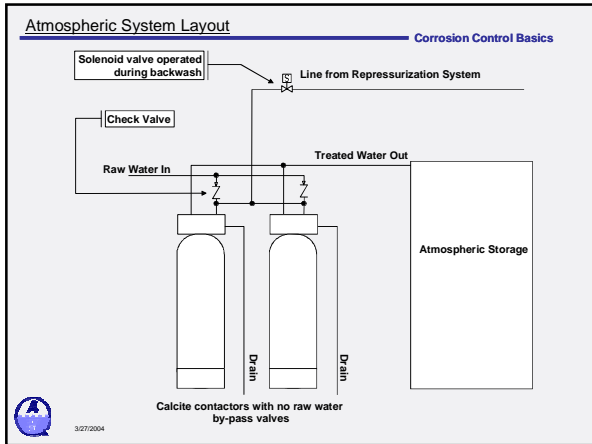 Atmospheric System Layout
Corrosion Control Basics
Solenoid valve operated
during backwash
S
Line from Repressurization System
Check Valve
Raw Water In
Treated Water Out
Atmospheric Storage
Drain
Drain
Calcite contactors with no raw water
by-pass valves
3/27/2004